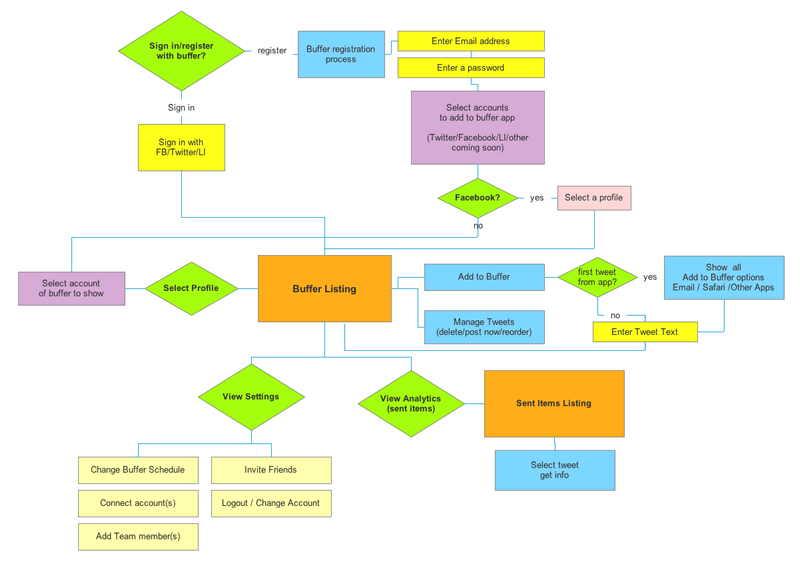 Sign in/register
with buffer?
register
Buffer registration
process
Enter Email address
Enter a password
Sign in
Sign in with
FB/Twitter/LI
Select accounts
to add to buffer app
(Twitter/Facebook/LI/other
coming soon)
Facebook?
yes
Select a profile
no
Select account
of buffer to show
Select Profile
Buffer Listing
Add to Buffer
first tweet
from app?
yes
Show all
Add to Buffer options
Email / Safari /Other Apps
no
Manage Tweets
(delete/post now/reorder)
Enter Tweet Text
View Settings
View Analytics
(sent items)
Sent Items Listing
Change Buffer Schedule
Invite Friends
Select tweet
get info
Connect account(s)
Logout / Change Account
Add Team member(s)